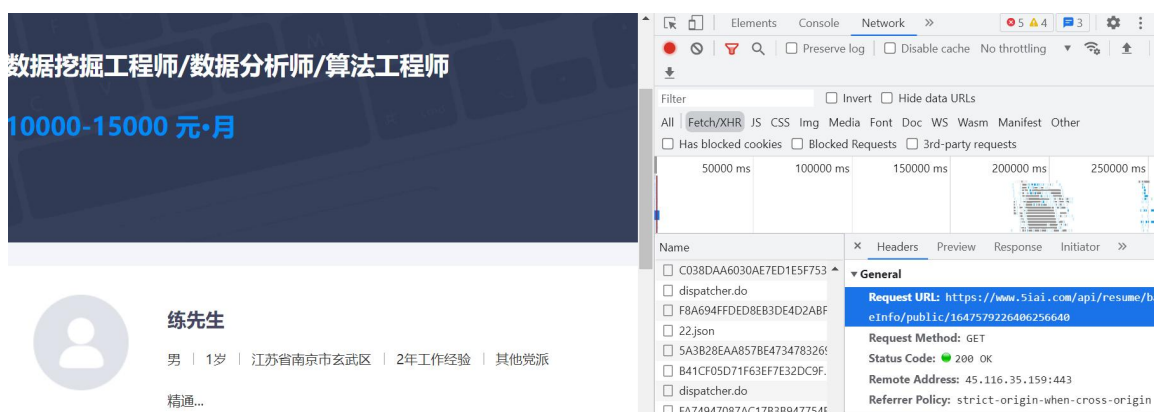 数据挖掘工程师/数据分析师/算法工程师
10000-15000 元·月
练先生
男 | 1岁 | 江苏省南京市玄武区 | 2年工作经验 | 其他党派
精通...
Elements Console Network » 5 4 3
Preserve log Disable cache No throttling
Filter Invert Hide data URLs
All Fetch/XHR JS CSS Img Media Font Doc WS Wasm Manifest Other
Has blocked cookies Blocked Requests 3rd-party requests
50000 ms 100000 ms 150000 ms 200000 ms 250000 ms
Name
C038DAA6030AE7ED1E5F753
dispatcher.do
F8A694FFDED8EB3DE4D2ABF
22.json
5A3B28EAA857BE4734783269
B41CF05D71F63EF7E32DC9F.
dispatcher.do
FA74947087AC17B3B947754F
× Headers Preview Response Initiator »
General
Request URL: https://www.5iai.com/api/resume/ba
eInfo/public/1647579226406256640
Request Method: GET
Status Code: 200 OK
Remote Address: 45.116.35.159:443
Referrer Policy: strict-origin-when-cross-origin